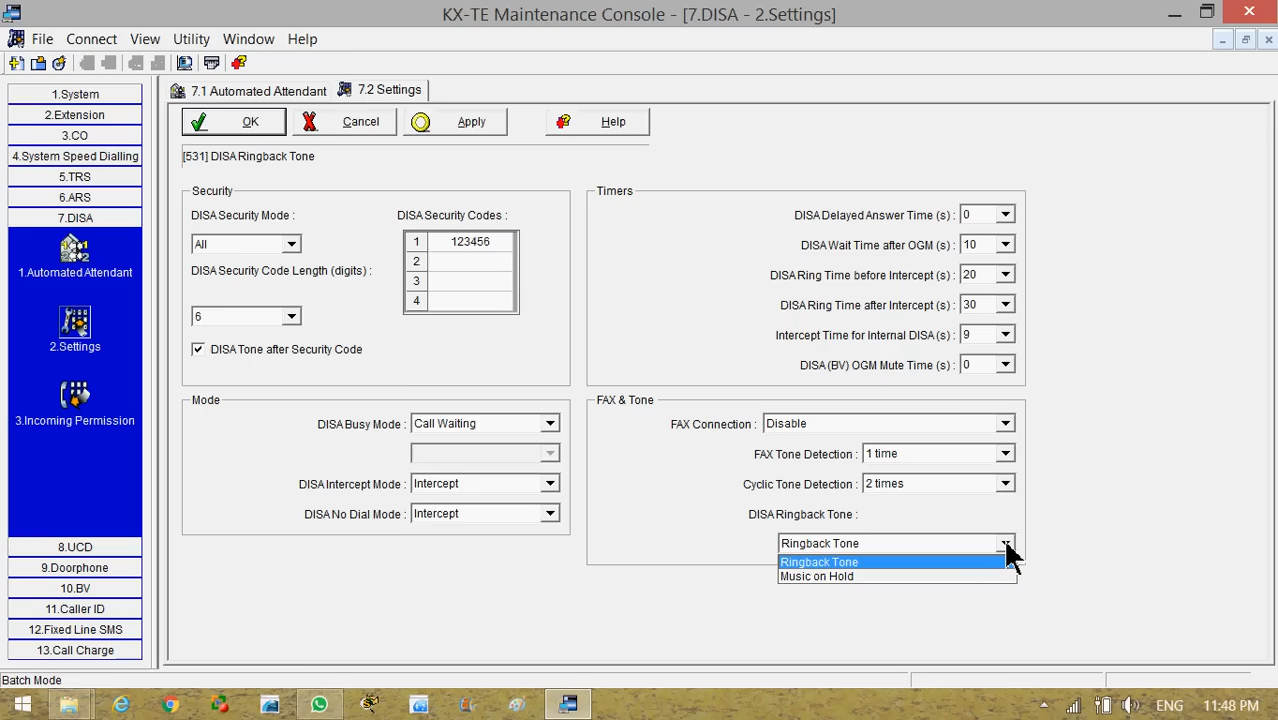 KX-TE Maintenance Console - [7.DISA - 2.Settings]
File Connect View Utility Window Help
1.System
2.Extension
3.CO
4.System Speed Dialling
5.TRS
6.ARS
7.DISA
1.Automated Attendant
2.Settings
3.Incoming Permission
8.UCD
9.Doorphone
10.BV
11.Caller ID
12.Fixed Line SMS
13.Call Charge
7.1 Automated Attendant 7.2 Settings
OK Cancel Apply Help
[531] DISA Ringback Tone
Security
DISA Security Mode :
All
DISA Security Code Length (digits) :
6
DISA Tone after Security Code
DISA Security Codes :
1 123456
2
3
4
Timers
DISA Delayed Answer Time (s) : 0
DISA Wait Time after OGM (s) : 10
DISA Ring Time before Intercept (s) : 20
DISA Ring Time after Intercept (s) : 30
Intercept Time for Internal DISA (s) : 9
DISA (BV) OGM Mute Time (s) : 0
Mode
DISA Busy Mode : Call Waiting
DISA Intercept Mode : Intercept
DISA No Dial Mode : Intercept
FAX & Tone
FAX Connection : Disable
FAX Tone Detection : 1 time
Cyclic Tone Detection : 2 times
DISA Ringback Tone :
Ringback Tone
Ringback Tone
Music on Hold
Batch Mode
ENG 11:48 PM